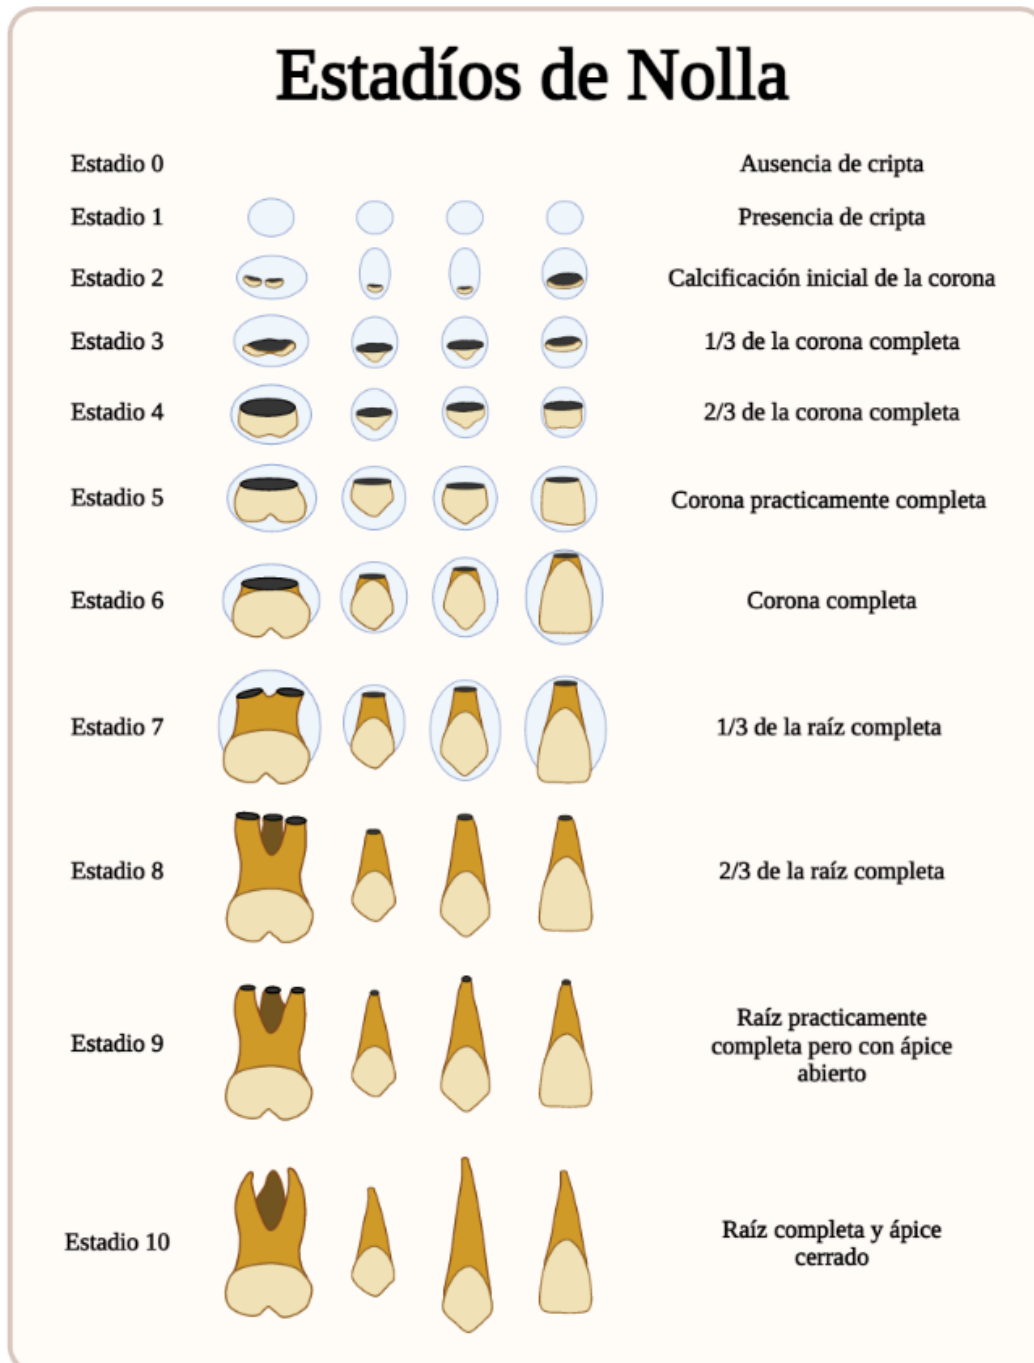 Estadíos de Nolla
Estadio 0 Ausencia de cripta
Estadio 1 Presencia de cripta
Estadio 2 Calcificación inicial de la corona
Estadio 3 1/3 de la corona completa
Estadio 4 2/3 de la corona completa
Estadio 5 Corona practicamente completa
Estadio 6 Corona completa
Estadio 7 1/3 de la raíz completa
Estadio 8 2/3 de la raíz completa
Estadio 9 Raíz practicamente
completa pero con ápice
abierto
Estadio 10 Raíz completa y ápice
cerrado